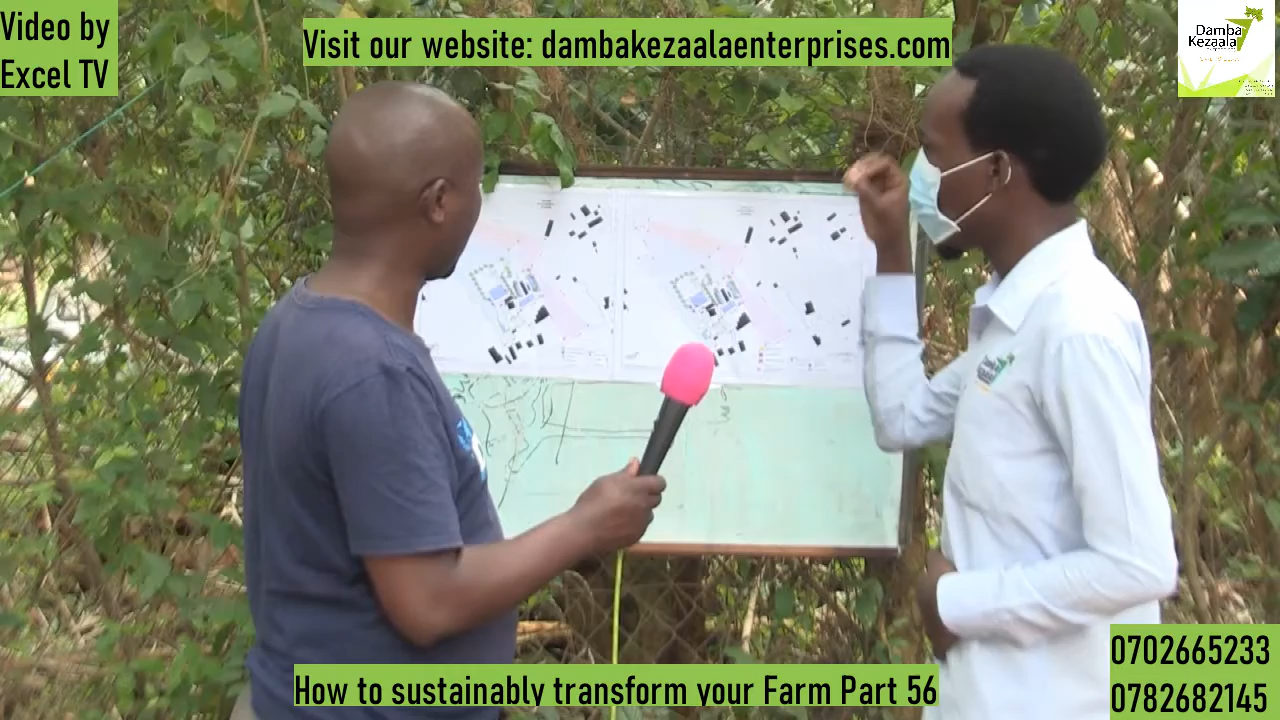 Video by
Excel TV
Visit our website: dambakezaalaenterprises.com
Damba
Kezaala
How to sustainably transform your Farm Part 56
0702665233
0782682145